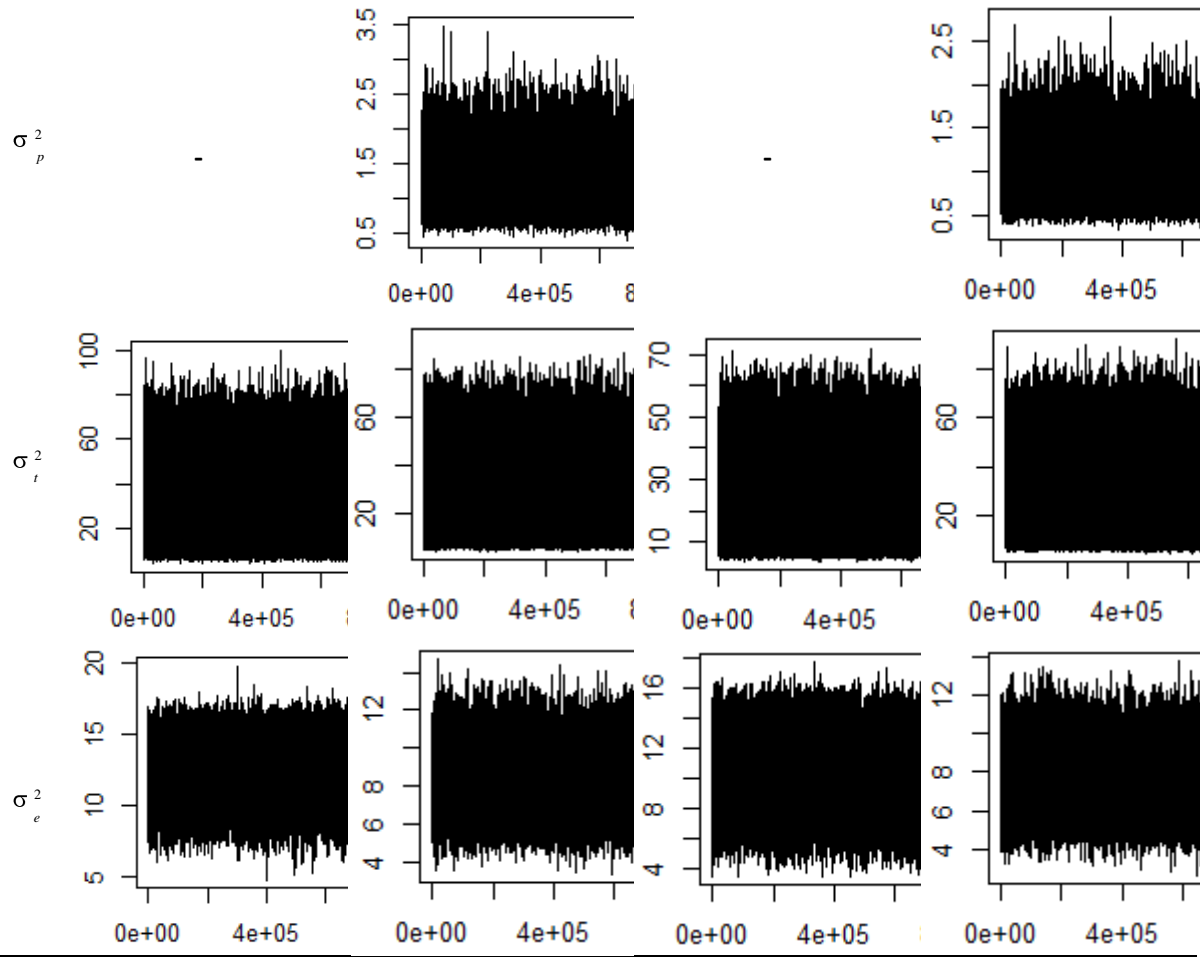 σ²ₚ - 3.5 2.5 1.5 0.5 - 2.5 1.5 0.5
0e+00 4e+05 8 0e+00 4e+05
σ²ₜ 100 60 20 60 20 70 50 30 10 60 20
0e+00 4e+05 0e+00 4e+05 8 0e+00 4e+05 0e+00 4e+05
σ²ₑ 20 15 10 5 12 8 6 4 16 12 8 4 12 8 6 4
0e+00 4e+05 0e+00 4e+05 0e+00 4e+05 0e+00 4e+05